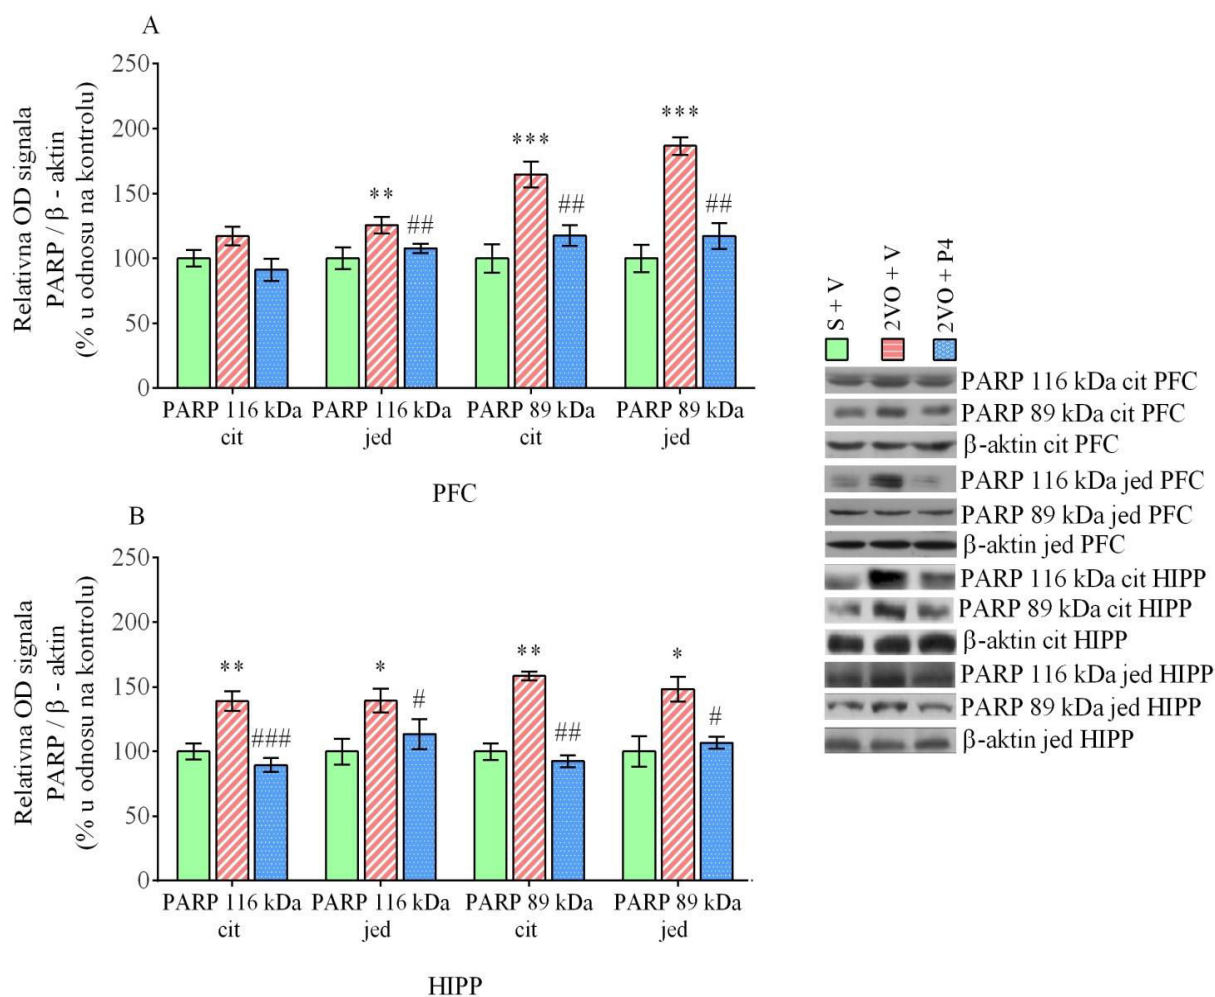 A
Relativna OD signala
PARP / β - aktin
(% u odnosu na kontrolu)
250
200
150
100
50
0
***
***
**
##
##
##
PARP 116 kDa
cit
PARP 116 kDa
jed
PARP 89 kDa
cit
PARP 89 kDa
jed
PFC
B
Relativna OD signala
PARP / β - aktin
(% u odnosu na kontrolu)
250
200
150
100
50
0
**
###
*
#
**
##
*
#
PARP 116 kDa
cit
PARP 116 kDa
jed
PARP 89 kDa
cit
PARP 89 kDa
jed
HIPP
S + V
2VO + V
2VO + P4
PARP 116 kDa cit PFC
PARP 89 kDa cit PFC
β-aktin cit PFC
PARP 116 kDa jed PFC
PARP 89 kDa jed PFC
β-aktin jed PFC
PARP 116 kDa cit HIPP
PARP 89 kDa cit HIPP
β-aktin cit HIPP
PARP 116 kDa jed HIPP
PARP 89 kDa jed HIPP
β-aktin jed HIPP